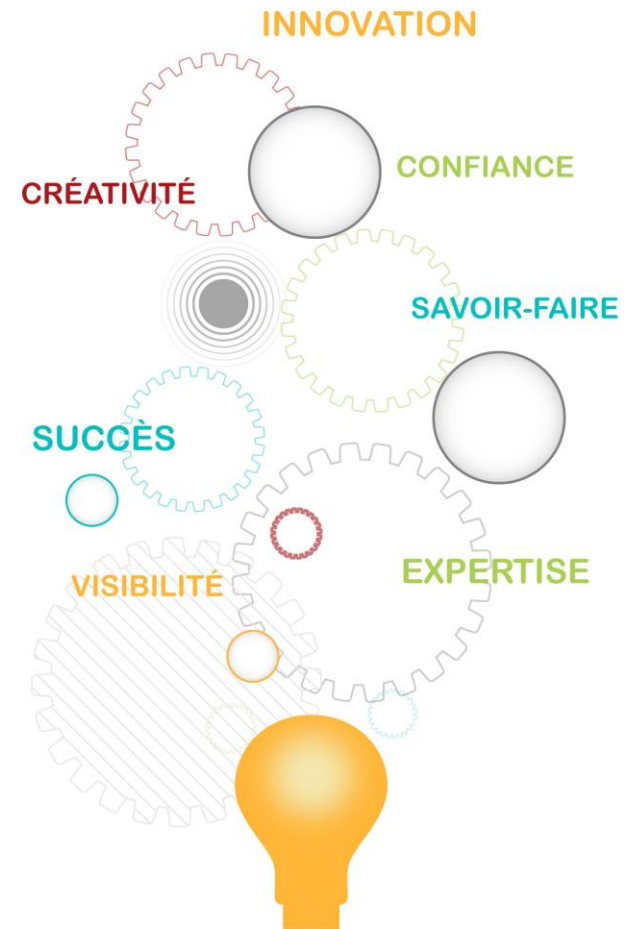 INNOVATION
CONFIANCE
CRÉATIVITÉ
SAVOIR-FAIRE
SUCCÈS
EXPERTISE
VISIBILITÉ